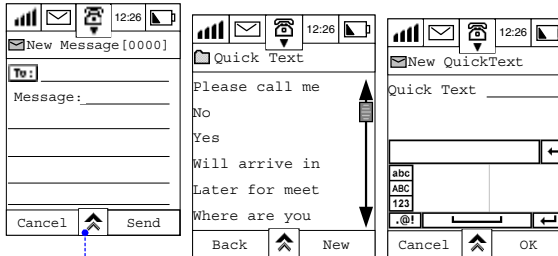 12:26
New Message[0000]
To:
Message:
Cancel
Send
12:26
Quick Text
Please call me
No
Yes
Will arrive in
Later for meet
Where are you
Back
New
12:26
New QuickText
Quick Text
abc
ABC
123
.@!
Cancel
OK